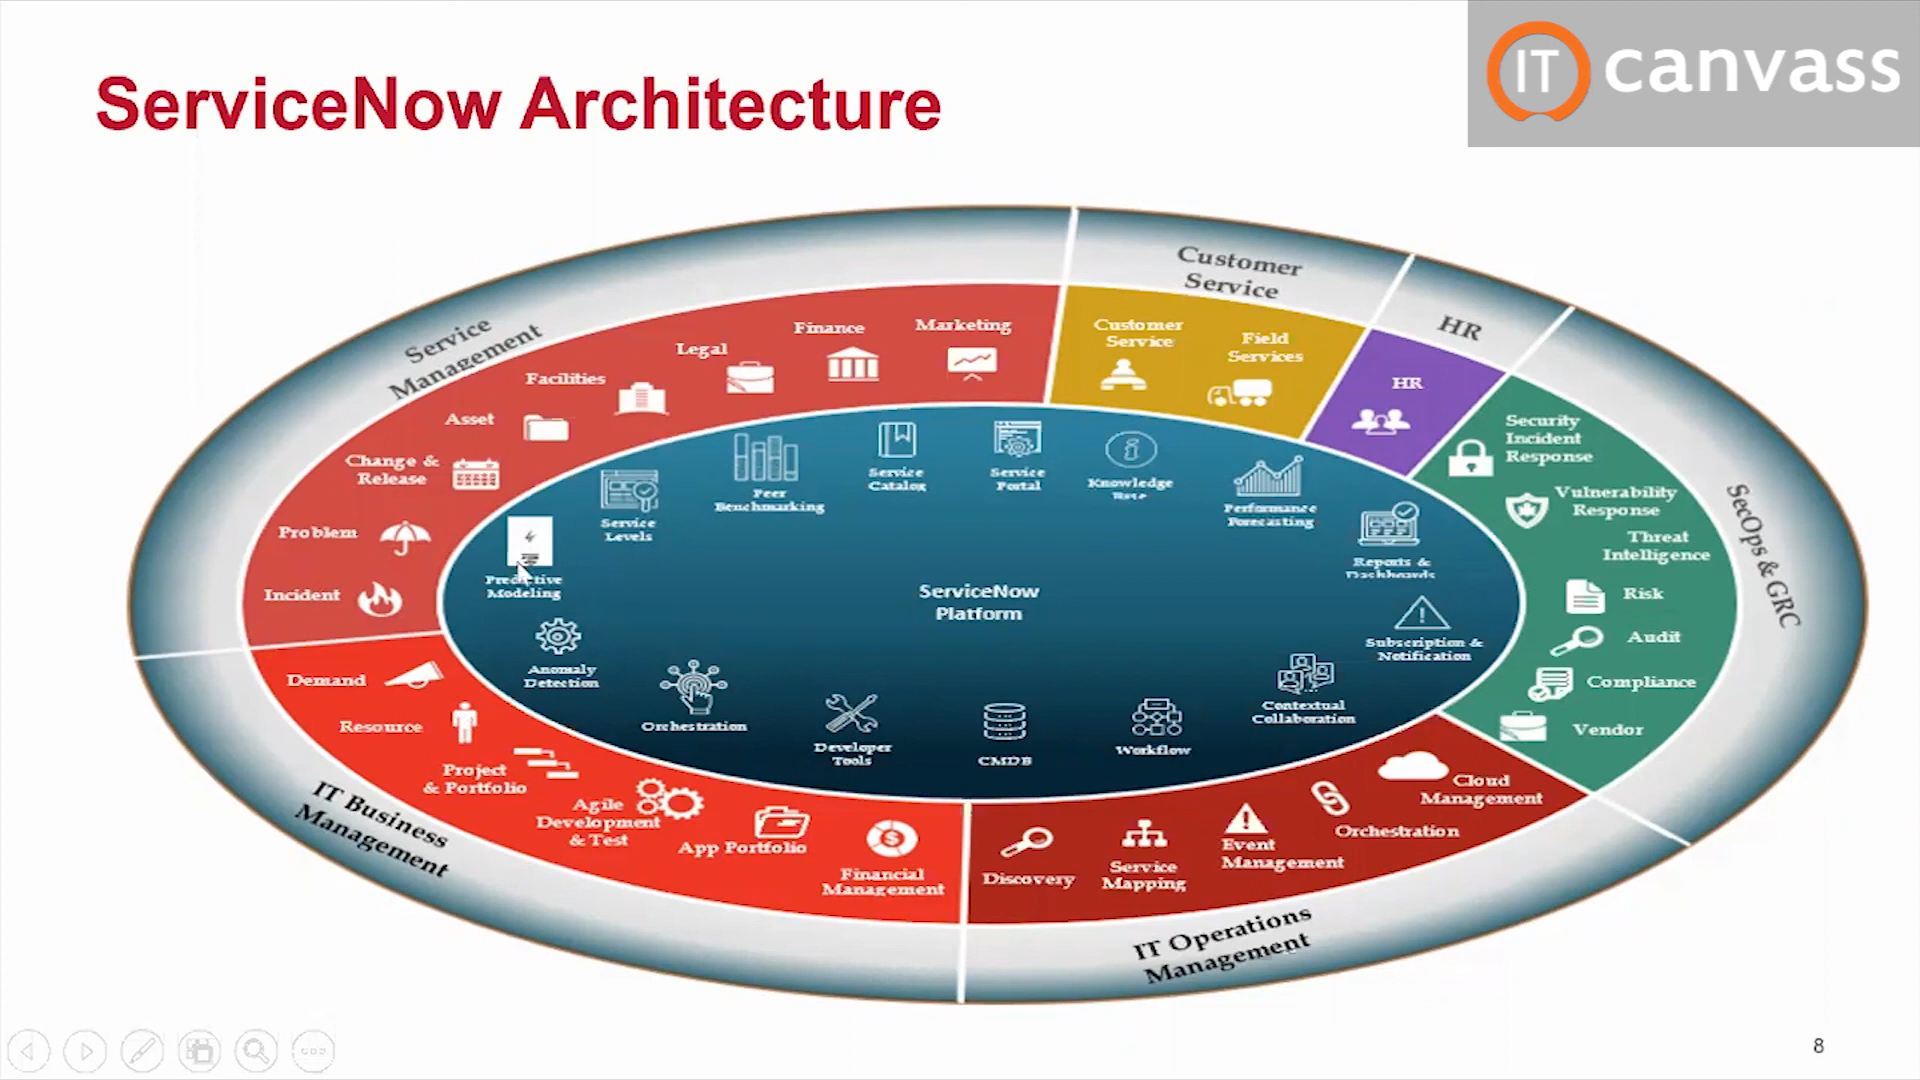 ServiceNow Architecture
IT canvass
Service
Management
Customer
Service
HR
SecOps & GRC
IT Operations
Management
IT Business
Management
Incident
Problem
Change &
Release
Asset
Facilities
Legal
Finance
Marketing
Customer
Service
Field
Services
HR
Security
Incident
Response
Vulnerability
Response
Threat
Intelligence
Risk
Audit
Compliance
Vendor
Cloud
Management
Orchestration
Event
Management
Service
Mapping
Discovery
Financial
Management
App Portfolio
Agile
Development
& Test
Project
& Portfolio
Resource
Demand
ServiceNow
Platform
Predictive
Modeling
Service
Levels
Peer
Benchmarking
Service
Catalog
Service
Portal
Knowledge
Base
Performance
Forecasting
Reports &
Dashboards
Subscription &
Notification
Contextual
Collaboration
Workflow
CMDB
Developer
Tools
Orchestration
Anomaly
Detection
8